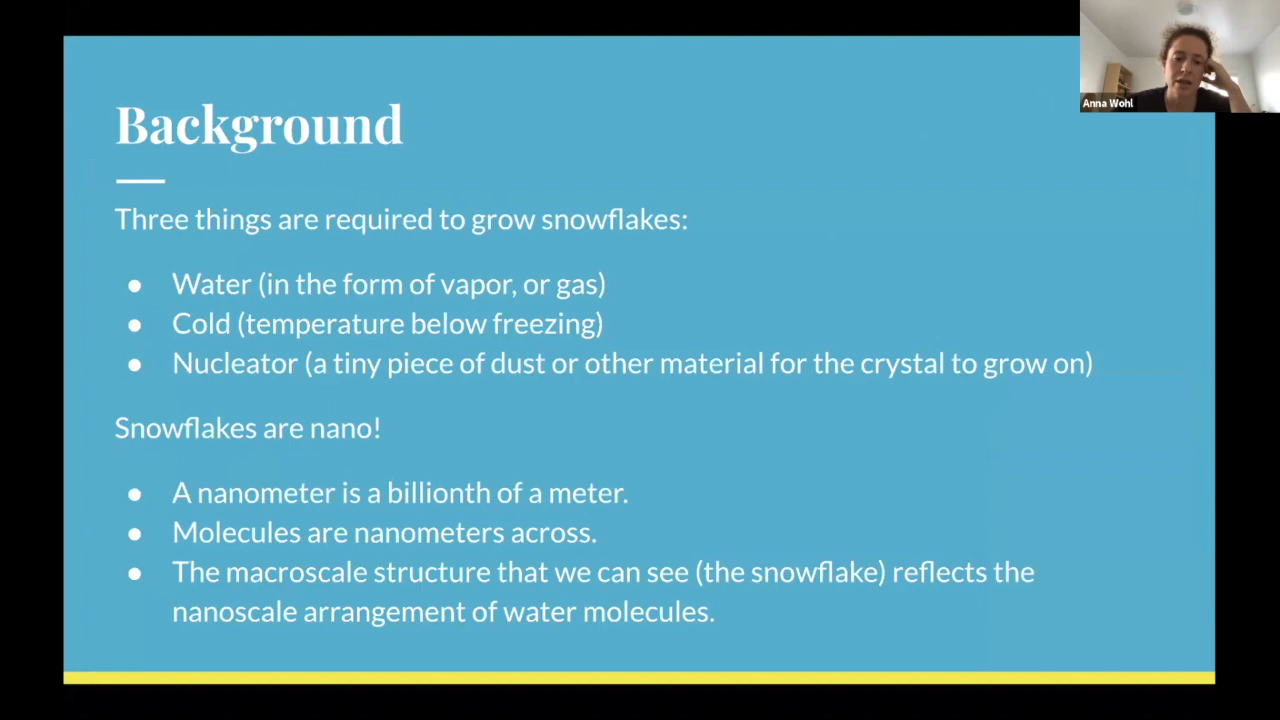 Anna Wohl
Background
Three things are required to grow snowflakes:
● Water (in the form of vapor, or gas)
● Cold (temperature below freezing)
● Nucleator (a tiny piece of dust or other material for the crystal to grow on)
Snowflakes are nano!
● A nanometer is a billionth of a meter.
● Molecules are nanometers across.
● The macroscale structure that we can see (the snowflake) reflects the
nanoscale arrangement of water molecules.